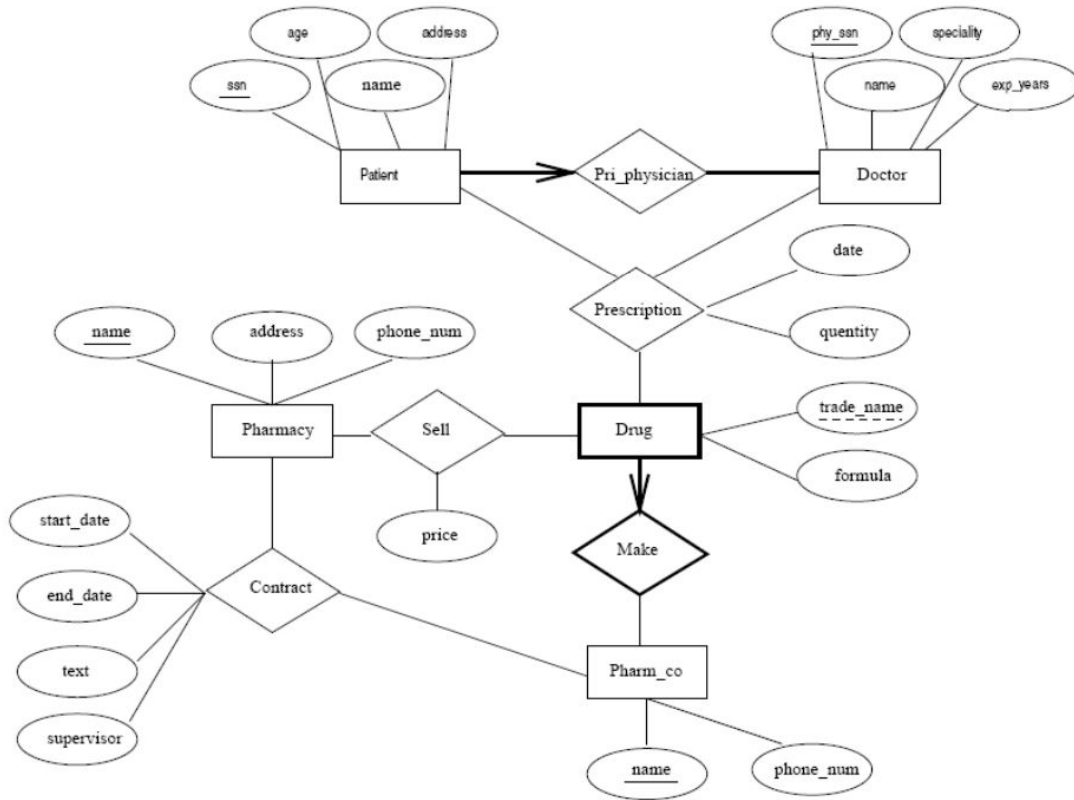 age
address
phy_ssn
speciality
ssn
name
name
exp_years
Patient
Pri_physician
Doctor
date
Prescription
name
address
phone_num
quentity
trade_name
Pharmacy
Sell
Drug
formula
start_date
price
Make
end_date
Contract
text
Pharm_co
supervisor
name
phone_num